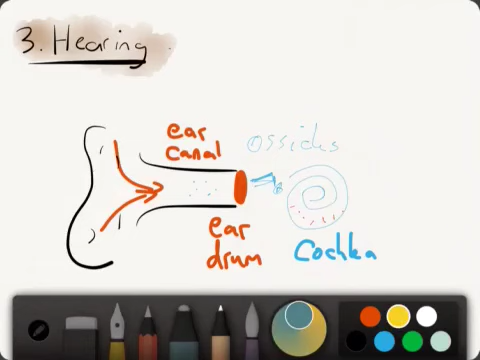 3. Hearing
ear
canal
ossicles
ear
drum
Cochlea